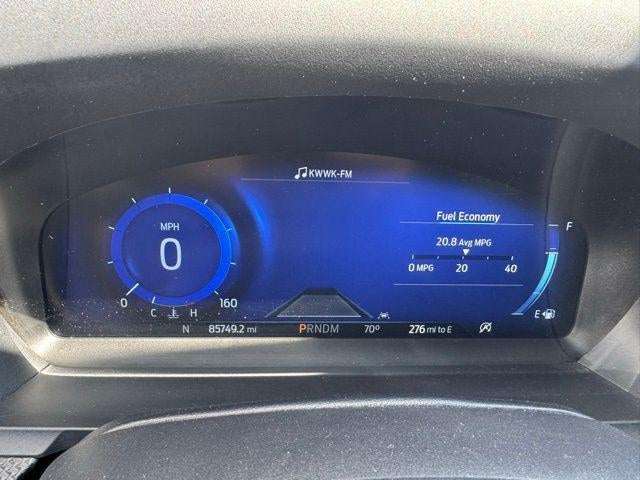 KWWK-FM
Fuel Economy
F
MPH
0
20.8 Avg MPG
0 MPG 20 40
0 160
C H
E
N 85749.2 mi PRNDM 70° 276 mi to E